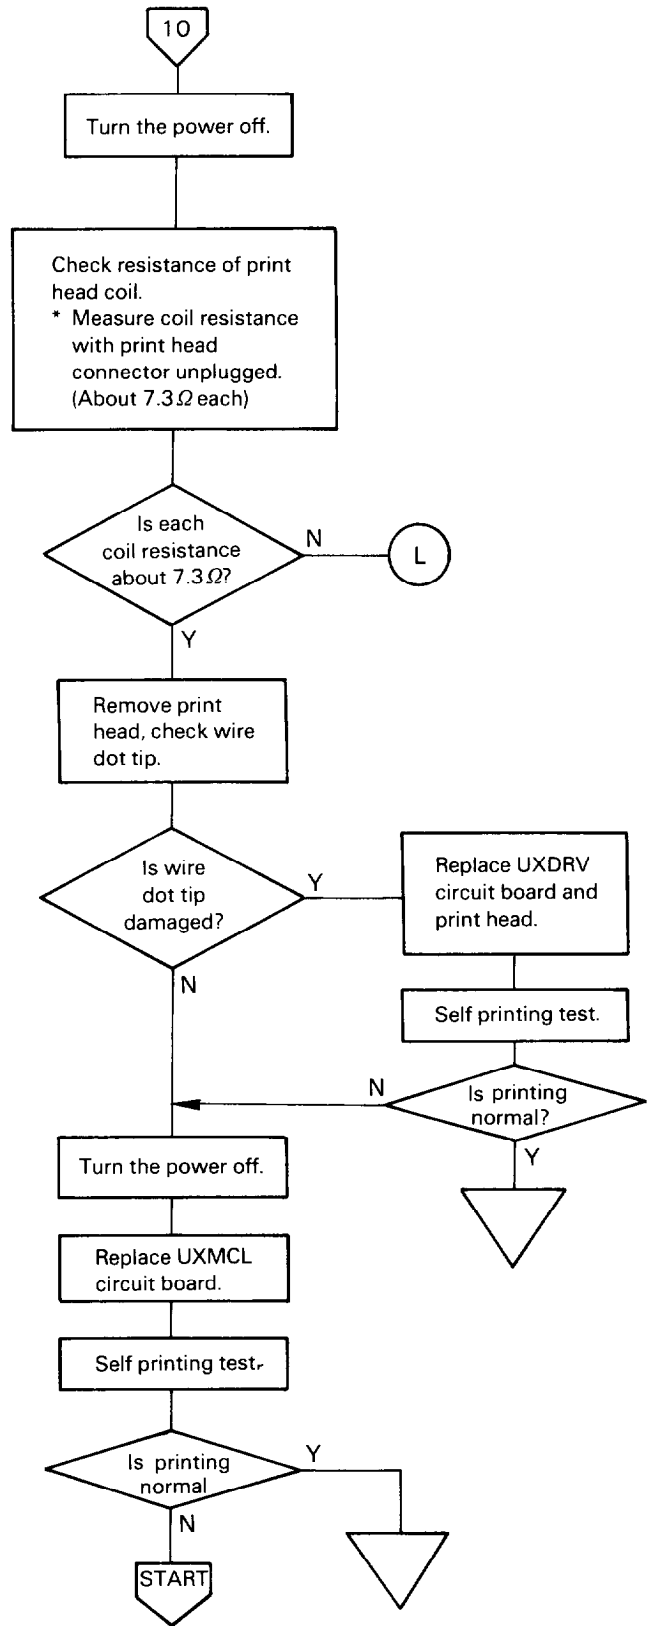 10
Turn the power off.
Check resistance of print
head coil.
* Measure coil resistance
with print head
connector unplugged.
(About 7.3Ω each)
Is each
coil resistance
about 7.3Ω?
N
L
Y
Remove print
head, check wire
dot tip.
Is wire
dot tip
damaged?
Y
Replace UXDRV
circuit board and
print head.
N
Self printing test.
Is printing
normal?
N
Y
Turn the power off.
Replace UXMCL
circuit board.
Self printing test.
Is printing
normal
Y
N
START